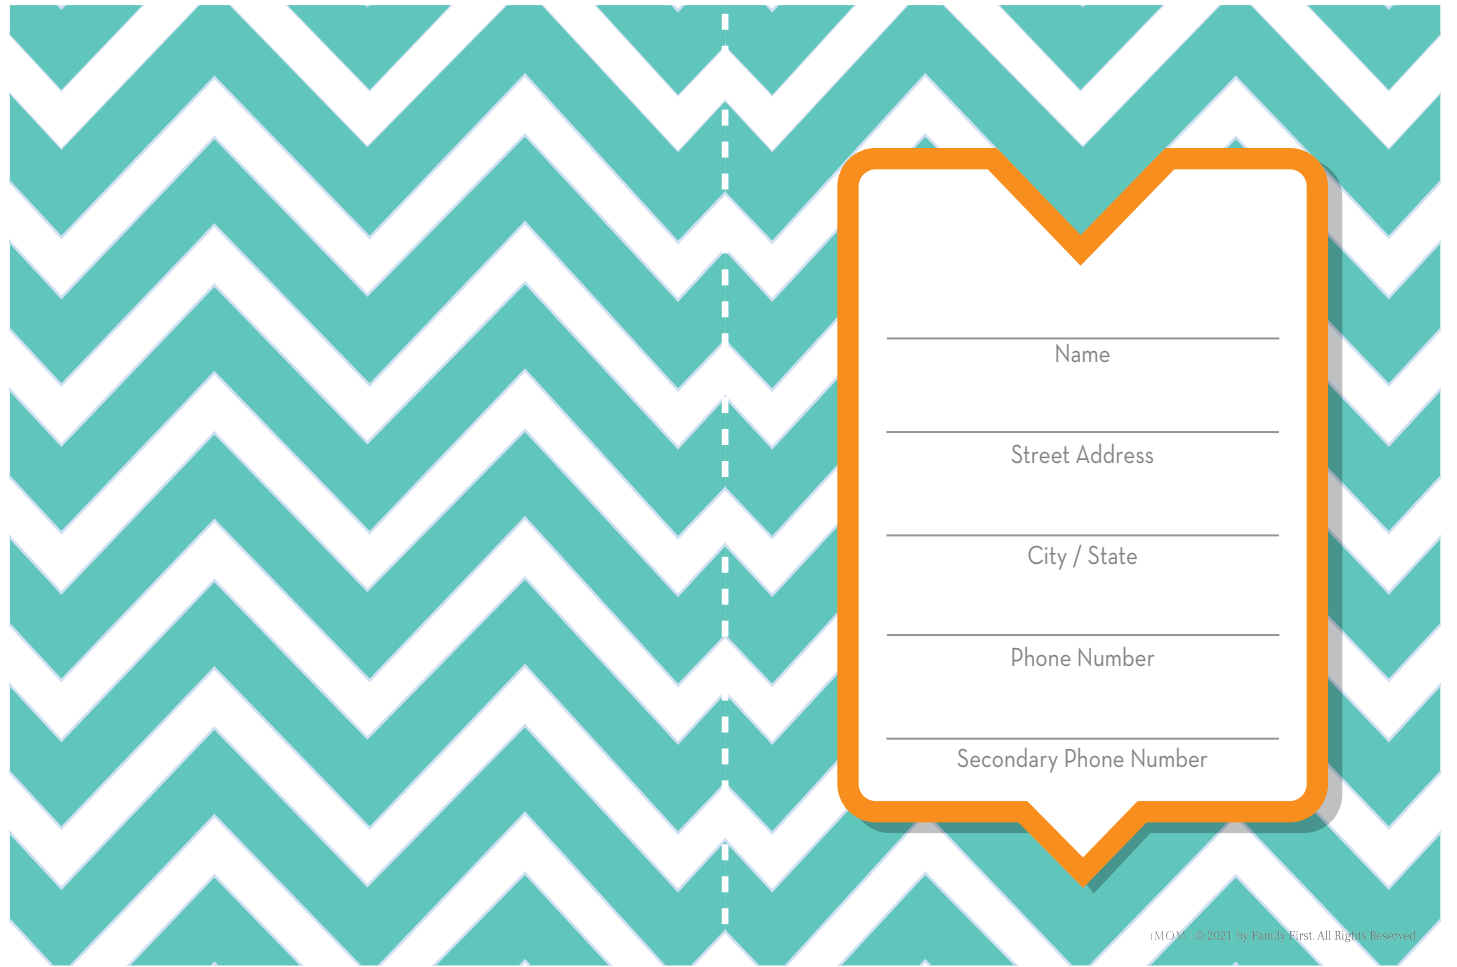 Name
Street Address
City / State
Phone Number
Secondary Phone Number
iMOM | © 2021 by Family First. All Rights Reserved.